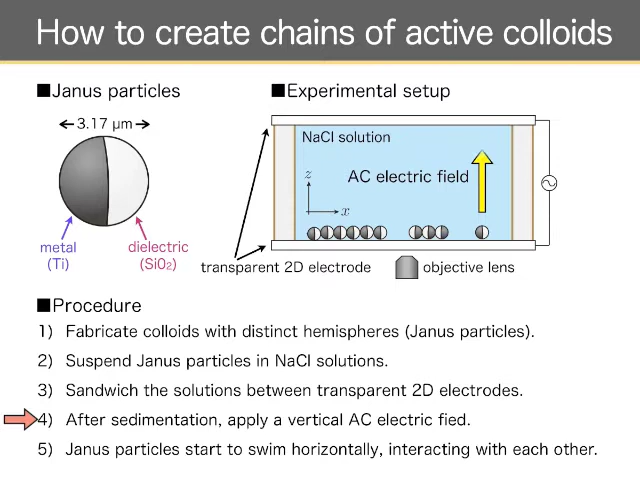 How to create chains of active colloids
■Janus particles
■Experimental setup
3.17 μm
metal
(Ti)
dielectric
(SiO₂)
NaCl solution
AC electric field
z
x
transparent 2D electrode
objective lens
■Procedure
1) Fabricate colloids with distinct hemispheres (Janus particles).
2) Suspend Janus particles in NaCl solutions.
3) Sandwich the solutions between transparent 2D electrodes.
4) After sedimentation, apply a vertical AC electric fied.
5) Janus particles start to swim horizontally, interacting with each other.